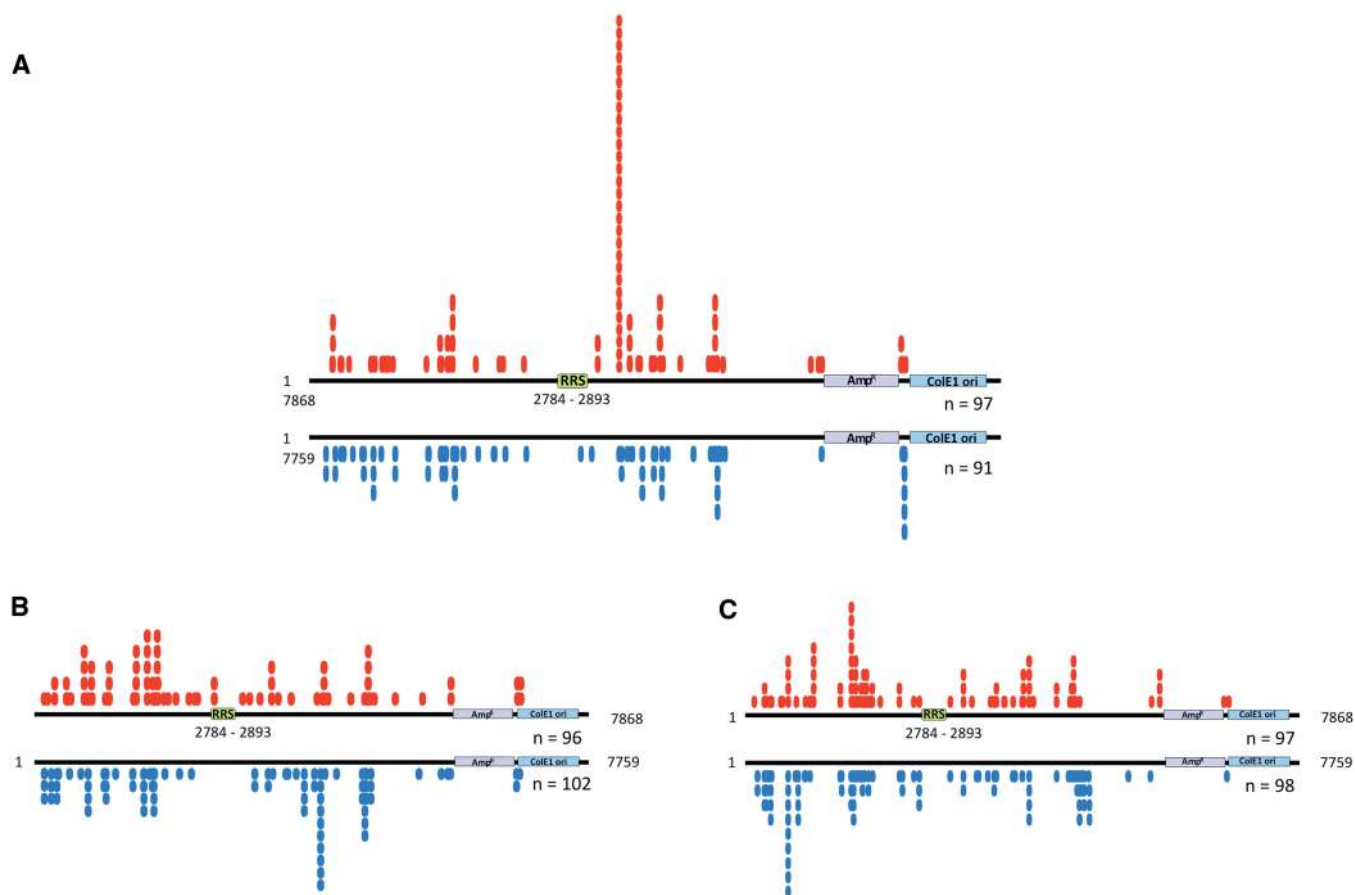 A
RRS
Amp^R
ColE1 ori
1
7868
2784 - 2893
n = 97
1
7759
Amp^R
ColE1 ori
n = 91
B
RRS
Amp^R
ColE1 ori
7868
2784 - 2893
n = 96
1
Amp^R
ColE1 ori
7759
n = 102
C
1
RRS
Amp^R
ColE1 ori
7868
2784 - 2893
n = 97
1
Amp^R
ColE1 ori
7759
n = 98